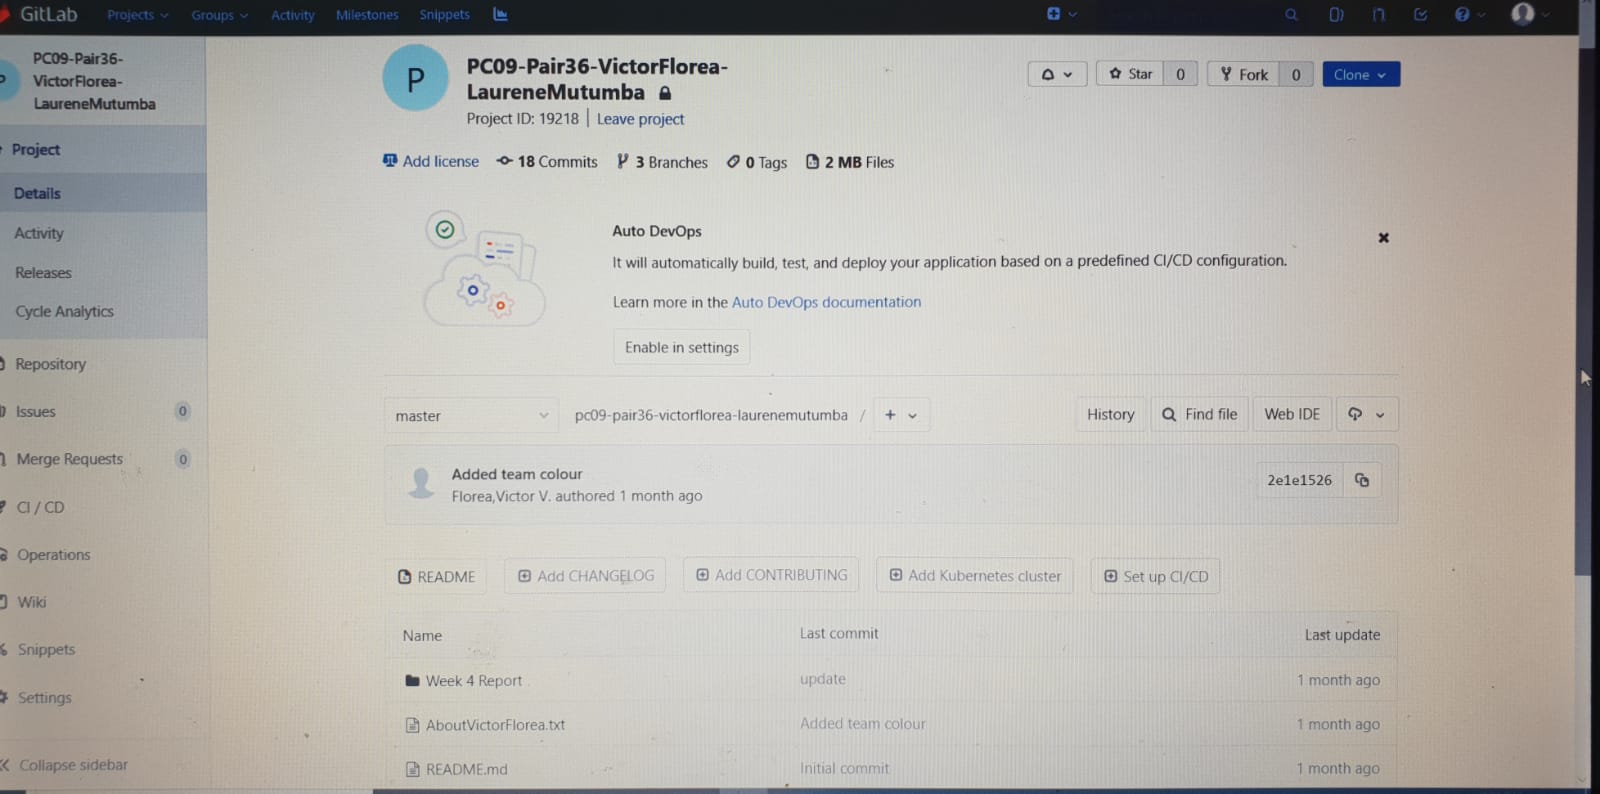 GitLab Projects Groups Activity Milestones Snippets
PC09-Pair36-
VictorFlorea-
LaureneMutumba
Project
Details
Activity
Releases
Cycle Analytics
Repository
Issues 0
Merge Requests 0
CI / CD
Operations
Wiki
Snippets
Settings
Collapse sidebar
P
PC09-Pair36-VictorFlorea-
LaureneMutumba
Project ID: 19218 | Leave project
Star 0 Fork 0 Clone
Add license 18 Commits 3 Branches 0 Tags 2 MB Files
Auto DevOps
It will automatically build, test, and deploy your application based on a predefined CI/CD configuration.
Learn more in the Auto DevOps documentation
Enable in settings
master pc09-pair36-victorflorea-laurenemutumba / + History Find file Web IDE
Added team colour
Florea,Victor V. authored 1 month ago
2e1e1526
README Add CHANGELOG Add CONTRIBUTING Add Kubernetes cluster Set up CI/CD
Name Last commit Last update
Week 4 Report update 1 month ago
AboutVictorFlorea.txt Added team colour 1 month ago
README.md Initial commit 1 month ago